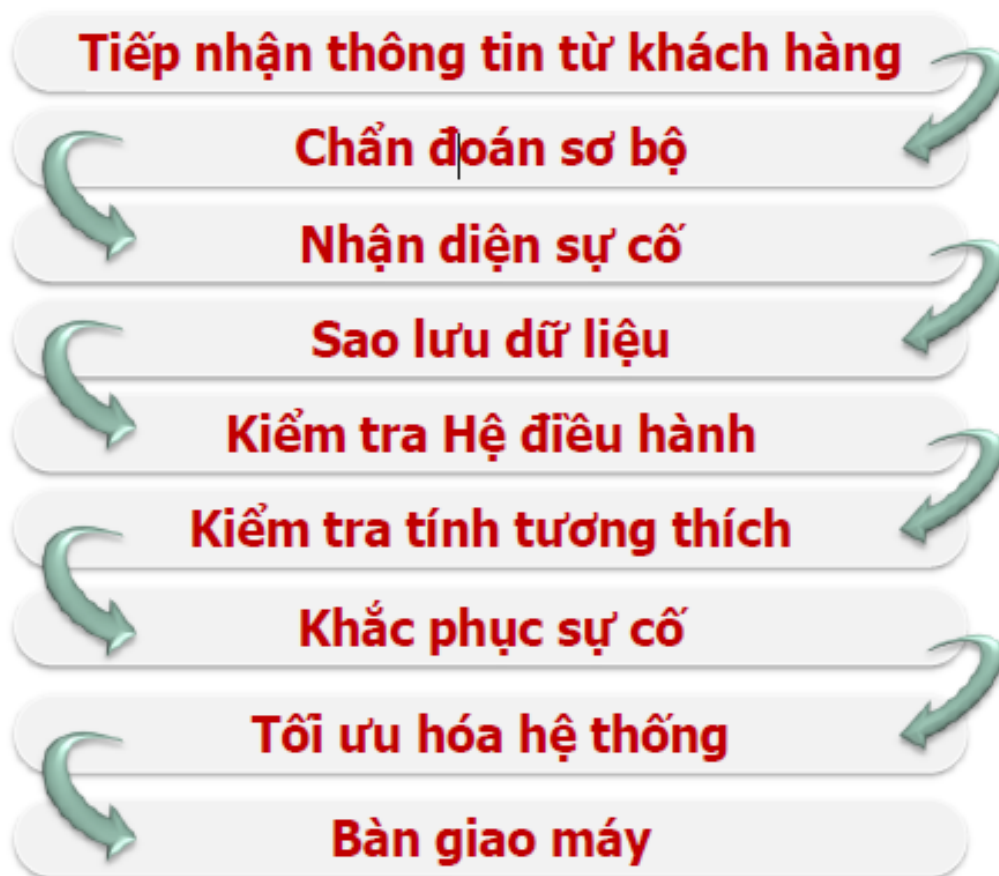 Tiếp nhận thông tin từ khách hàng
Chẩn đoán sơ bộ
Nhận diện sự cố
Sao lưu dữ liệu
Kiểm tra Hệ điều hành
Kiểm tra tính tương thích
Khắc phục sự cố
Tối ưu hóa hệ thống
Bàn giao máy